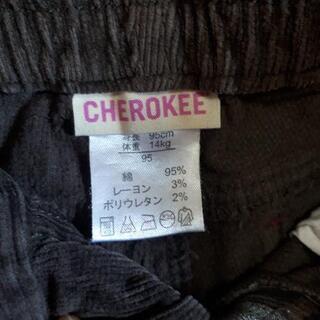 CHEROKEE
身長 95cm
体重 14kg
95
綿 95%
レーヨン 3%
ポリウレタン 2%